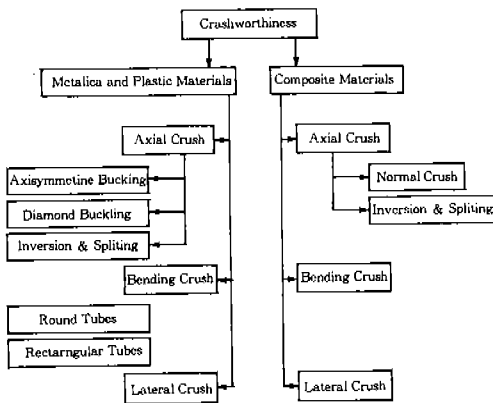 Crashworthiness
Metalica and Plastic Materials
Composite Materials
Axial Crush
Axial Crush
Axisymmetine Bucking
Normal Crush
Diamond Buckling
Inversion & Spliting
Inversion & Spliting
Bending Crush
Bending Crush
Round Tubes
Rectarngular Tubes
Lateral Crush
Lateral Crush